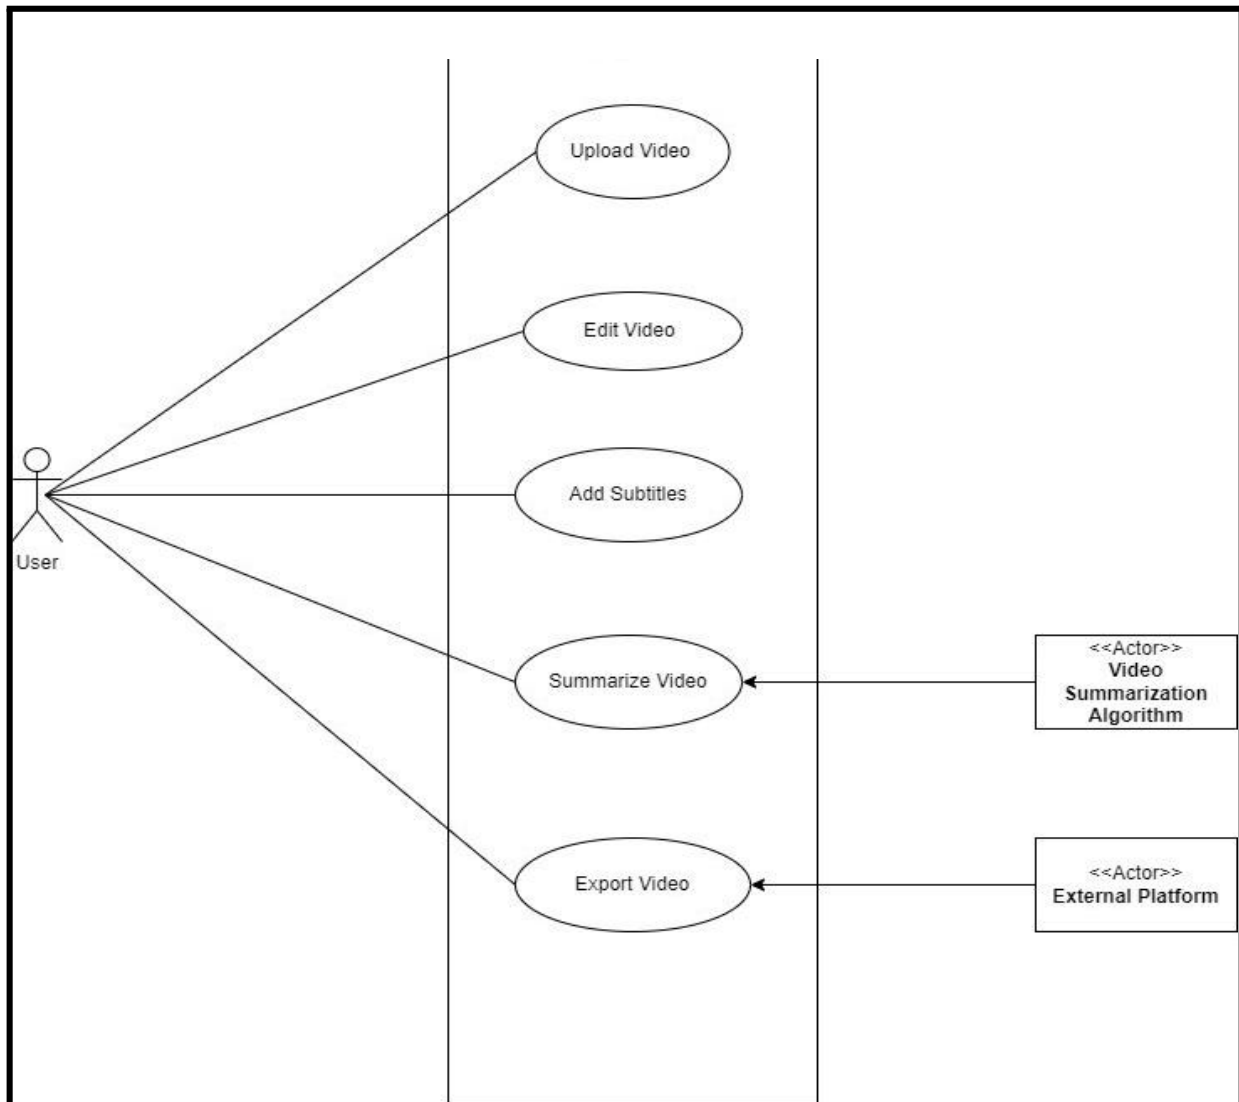 Upload Video
Edit Video
Add Subtitles
User
Summarize Video
<<Actor>>
Video
Summarization
Algorithm
Export Video
<<Actor>>
External Platform